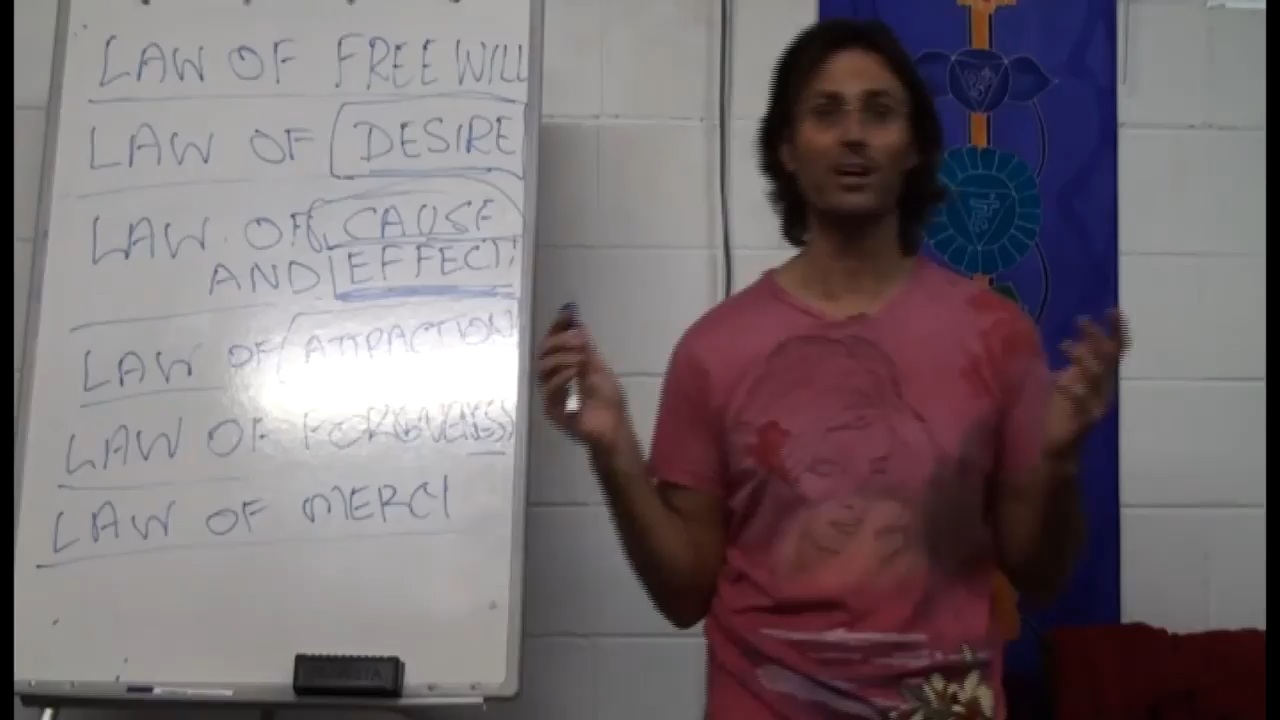 LAW OF FREE WILL
LAW OF DESIRE
LAW OF CAUSE
AND EFFECT
LAW OF ATTRACTION
LAW OF FORGIVENESS
LAW OF MERCI